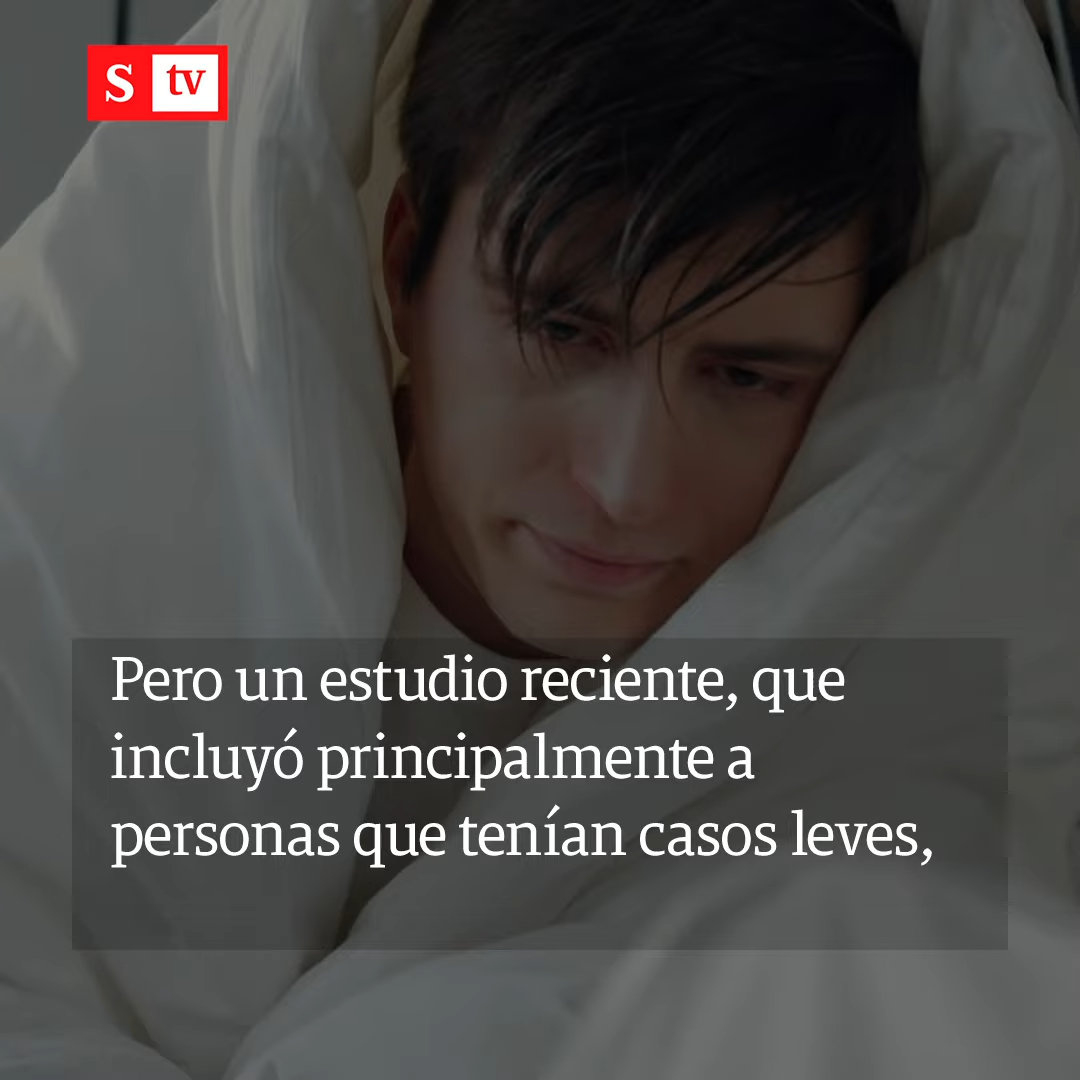 S tv
Pero un estudio reciente, que
incluyó principalmente a
personas que tenían casos leves,